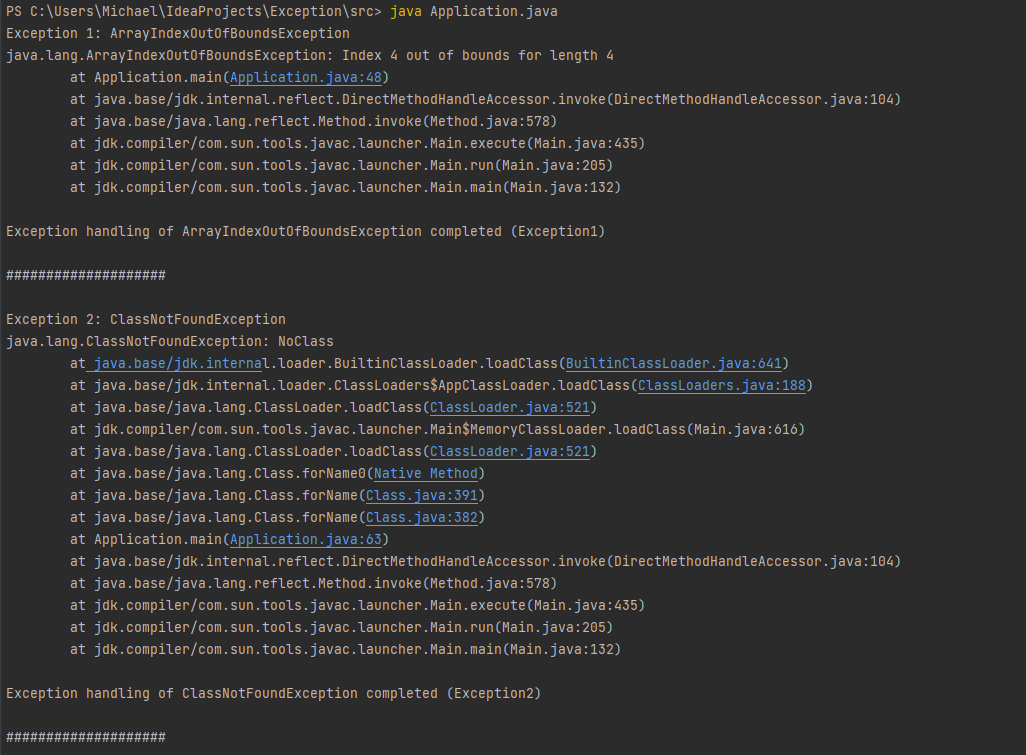 PS C:\Users\Michael\IdeaProjects\Exception\src> java Application.java
Exception 1: ArrayIndexOutOfBoundsException
java.lang.ArrayIndexOutOfBoundsException: Index 4 out of bounds for length 4
        at Application.main(Application.java:48)
        at java.base/jdk.internal.reflect.DirectMethodHandleAccessor.invoke(DirectMethodHandleAccessor.java:104)
        at java.base/java.lang.reflect.Method.invoke(Method.java:578)
        at jdk.compiler/com.sun.tools.javac.launcher.Main.execute(Main.java:435)
        at jdk.compiler/com.sun.tools.javac.launcher.Main.run(Main.java:205)
        at jdk.compiler/com.sun.tools.javac.launcher.Main.main(Main.java:132)

Exception handling of ArrayIndexOutOfBoundsException completed (Exception1)

####################

Exception 2: ClassNotFoundException
java.lang.ClassNotFoundException: NoClass
        at java.base/jdk.internal.loader.BuiltinClassLoader.loadClass(BuiltinClassLoader.java:641)
        at java.base/jdk.internal.loader.ClassLoaders$AppClassLoader.loadClass(ClassLoaders.java:188)
        at java.base/java.lang.ClassLoader.loadClass(ClassLoader.java:521)
        at jdk.compiler/com.sun.tools.javac.launcher.Main$MemoryClassLoader.loadClass(Main.java:616)
        at java.base/java.lang.ClassLoader.loadClass(ClassLoader.java:521)
        at java.base/java.lang.Class.forName0(Native Method)
        at java.base/java.lang.Class.forName(Class.java:391)
        at java.base/java.lang.Class.forName(Class.java:382)
        at Application.main(Application.java:63)
        at java.base/jdk.internal.reflect.DirectMethodHandleAccessor.invoke(DirectMethodHandleAccessor.java:104)
        at java.base/java.lang.reflect.Method.invoke(Method.java:578)
        at jdk.compiler/com.sun.tools.javac.launcher.Main.execute(Main.java:435)
        at jdk.compiler/com.sun.tools.javac.launcher.Main.run(Main.java:205)
        at jdk.compiler/com.sun.tools.javac.launcher.Main.main(Main.java:132)

Exception handling of ClassNotFoundException completed (Exception2)

####################